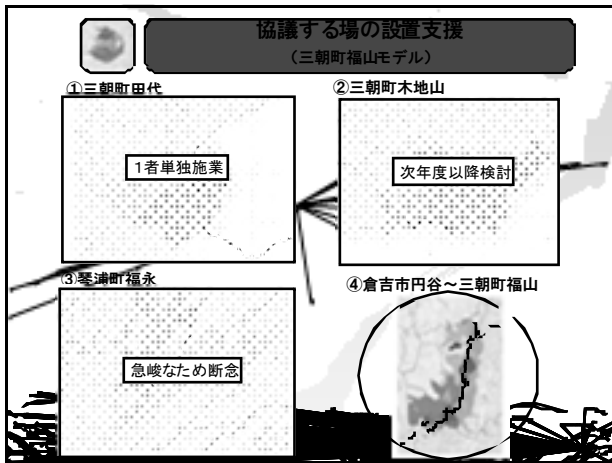 協議する場の設置支援
（三朝町福山モデル）
①三朝町田代
②三朝町木地山
1者単独施業
次年度以降検討
③琴浦町福永
④倉吉市円谷～三朝町福山
急峻なため断念